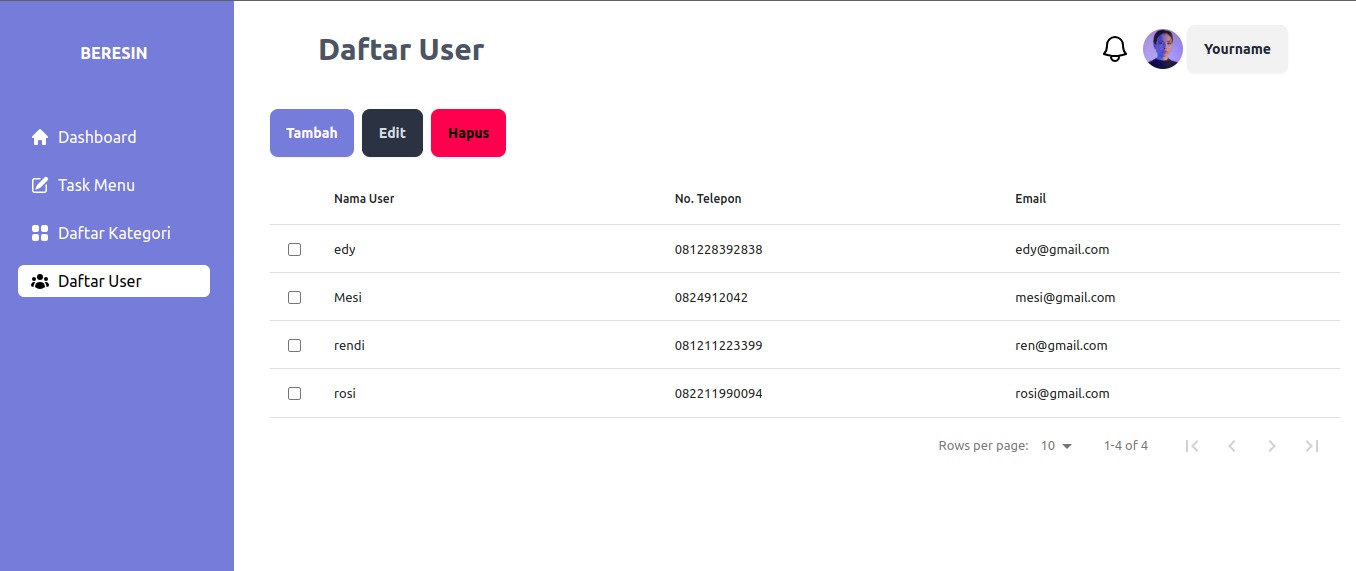 BERESIN
Dashboard
Task Menu
Daftar Kategori
Daftar User
Daftar User
Yourname
Tambah Edit Hapus
Nama User No. Telepon Email
edy 081228392838 edy@gmail.com
Mesi 0824912042 mesi@gmail.com
rendi 081211223399 ren@gmail.com
rosi 082211990094 rosi@gmail.com
Rows per page: 10 1-4 of 4